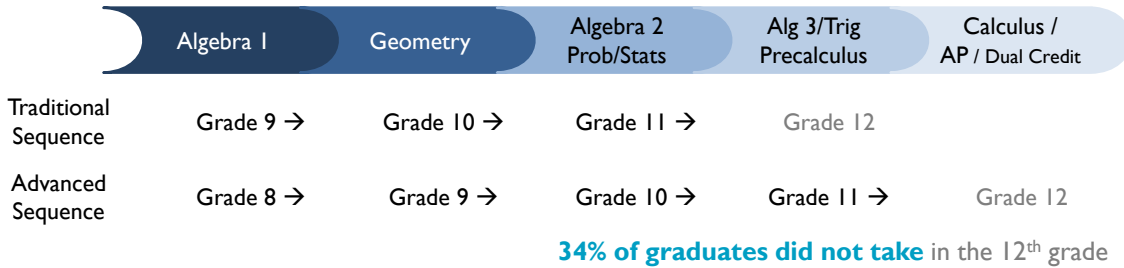 Algebra 1
Geometry
Algebra 2
Prob/Stats
Alg 3/Trig
Precalculus
Calculus /
AP / Dual Credit
Traditional
Sequence
Grade 9 →
Grade 10 →
Grade 11 →
Grade 12
Advanced
Sequence
Grade 8 →
Grade 9 →
Grade 10 →
Grade 11 →
Grade 12
34% of graduates did not take in the 12th grade